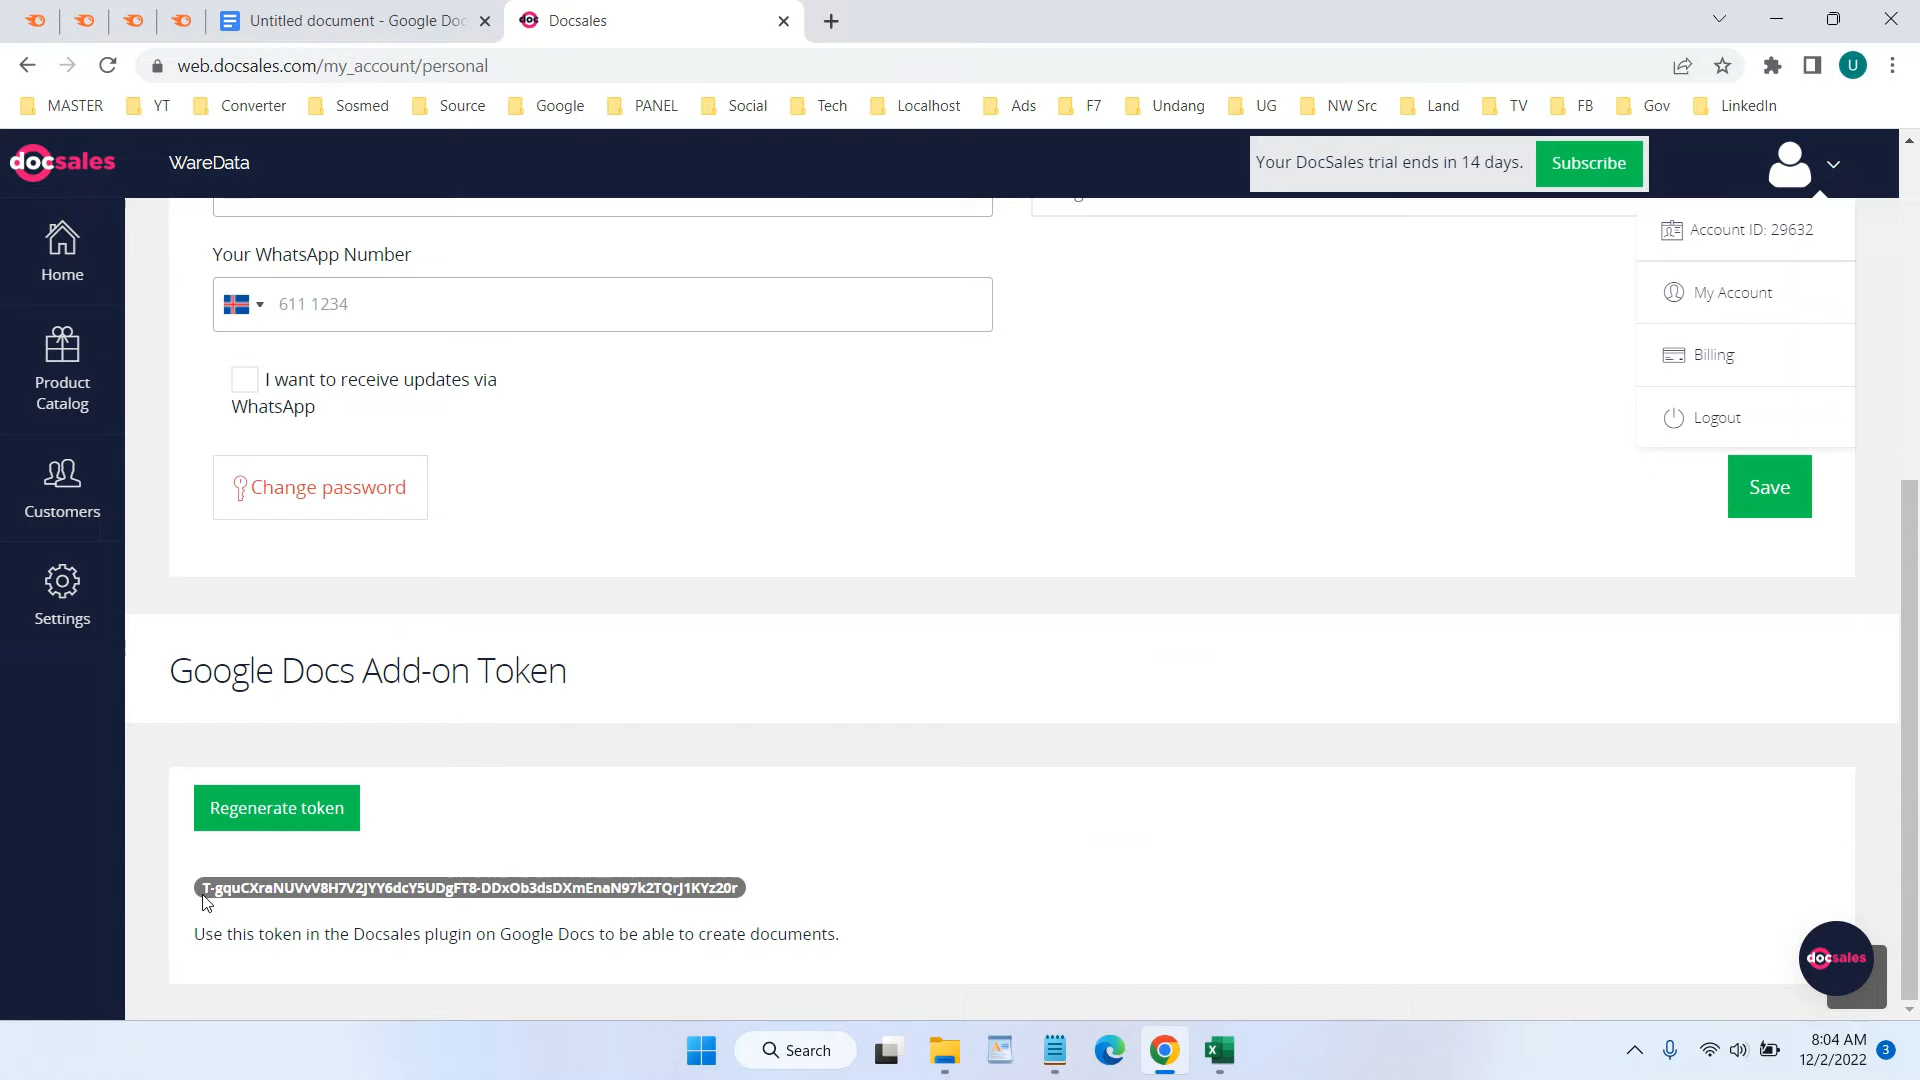 Untitled document - Google Doc
Docsales
web.docsales.com/my_account/personal
U
MASTER
YT
Converter
Sosmed
Source
Google
PANEL
Social
Tech
Localhost
Ads
F7
Undang
UG
NW Src
Land
TV
FB
Gov
LinkedIn
docsales
WareData
Your DocSales trial ends in 14 days.
Subscribe
Account ID: 29632
My Account
Billing
Logout
Home
Product
Catalog
Customers
Settings
Your WhatsApp Number
611 1234
I want to receive updates via
WhatsApp
Change password
Save
Google Docs Add-on Token
Regenerate token
T-gquCXraNUVvV8H7V2JYY6dcY5UDgFT8-DDxOb3dsDXmEnaN97k2TQrJ1KYz20r
Use this token in the Docsales plugin on Google Docs to be able to create documents.
docsales
Search
8:04 AM
12/2/2022
3